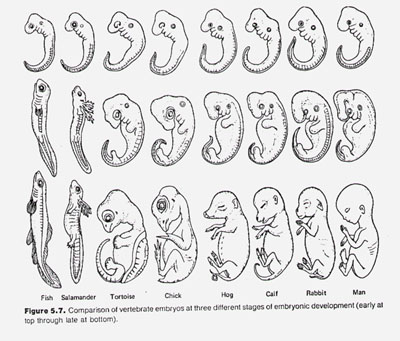 Fish Salamander Tortoise Chick Hog Calf Rabbit Man
Figure 5.7. Comparison of vertebrate embryos at three different stages of embryonic development (early at
top through late at bottom).